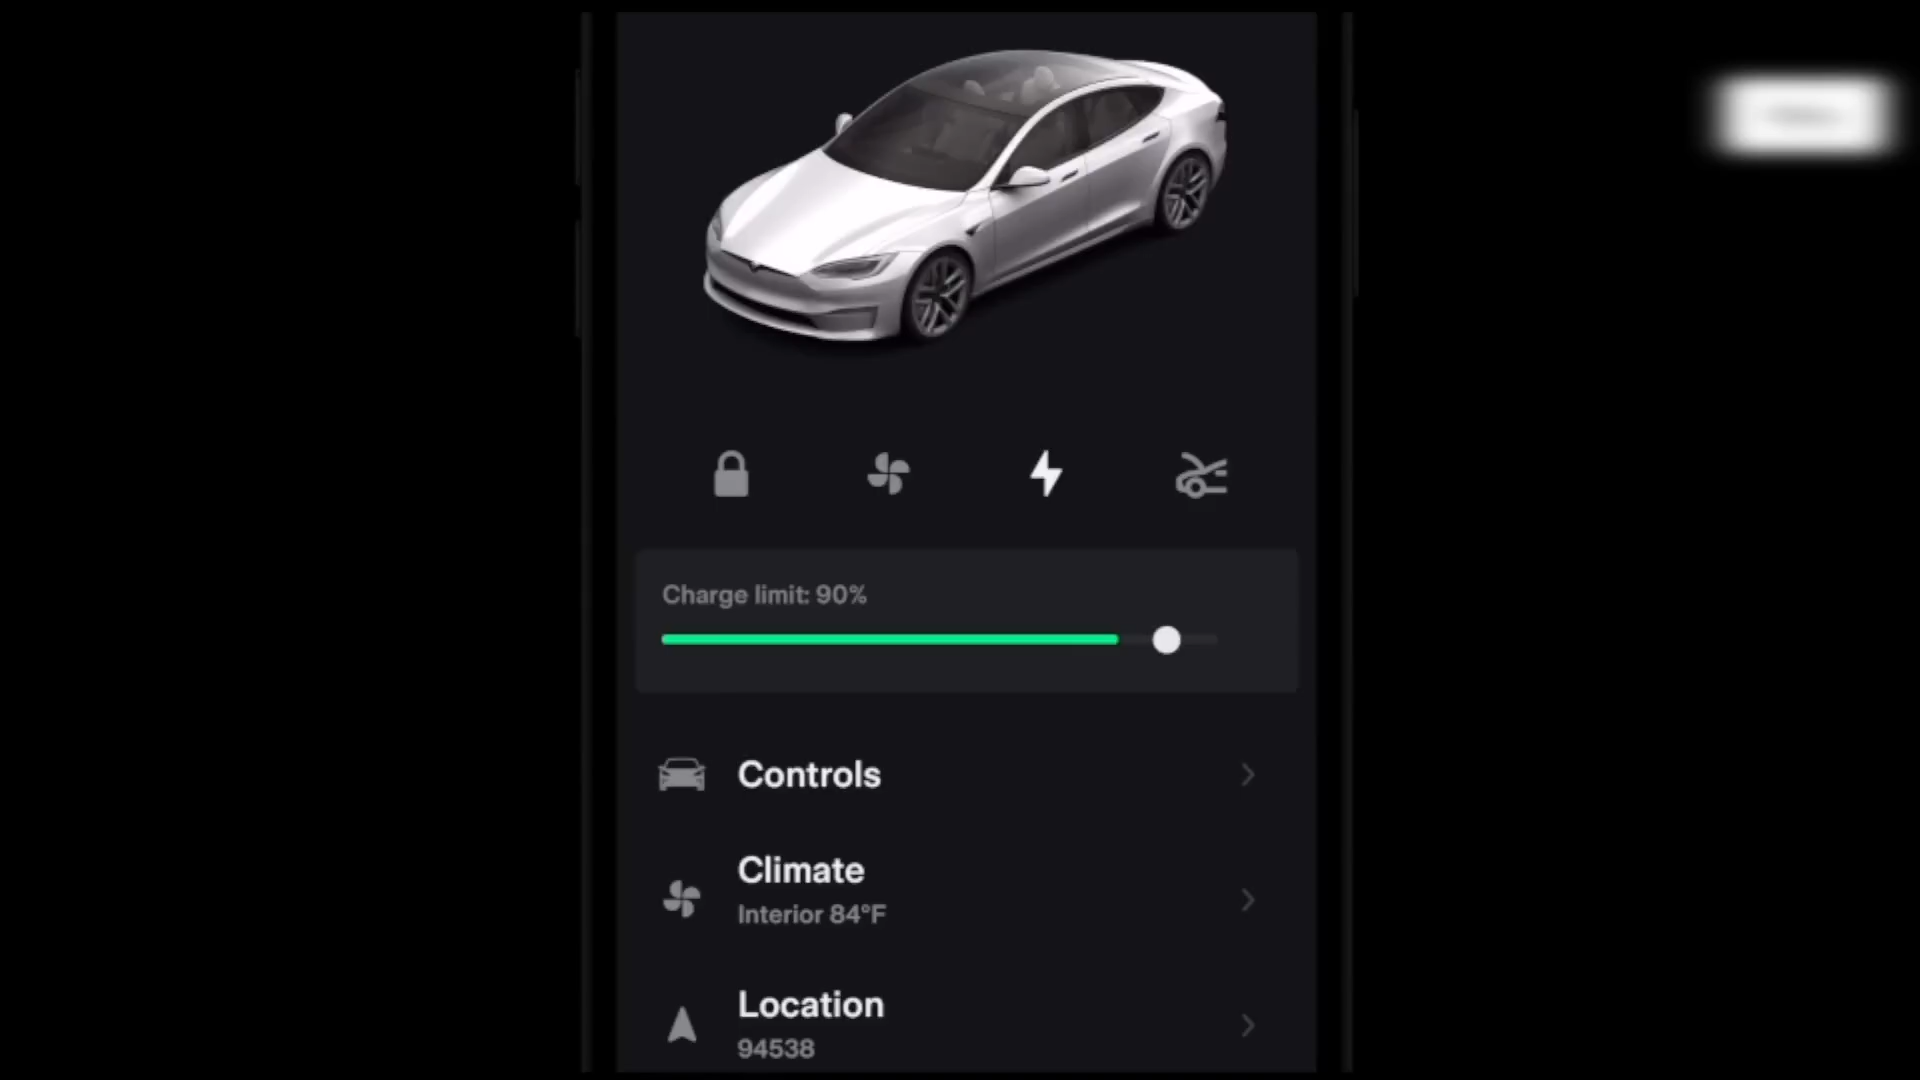 Charge limit: 90%
Controls
Climate
Interior 84°F
Location
94538